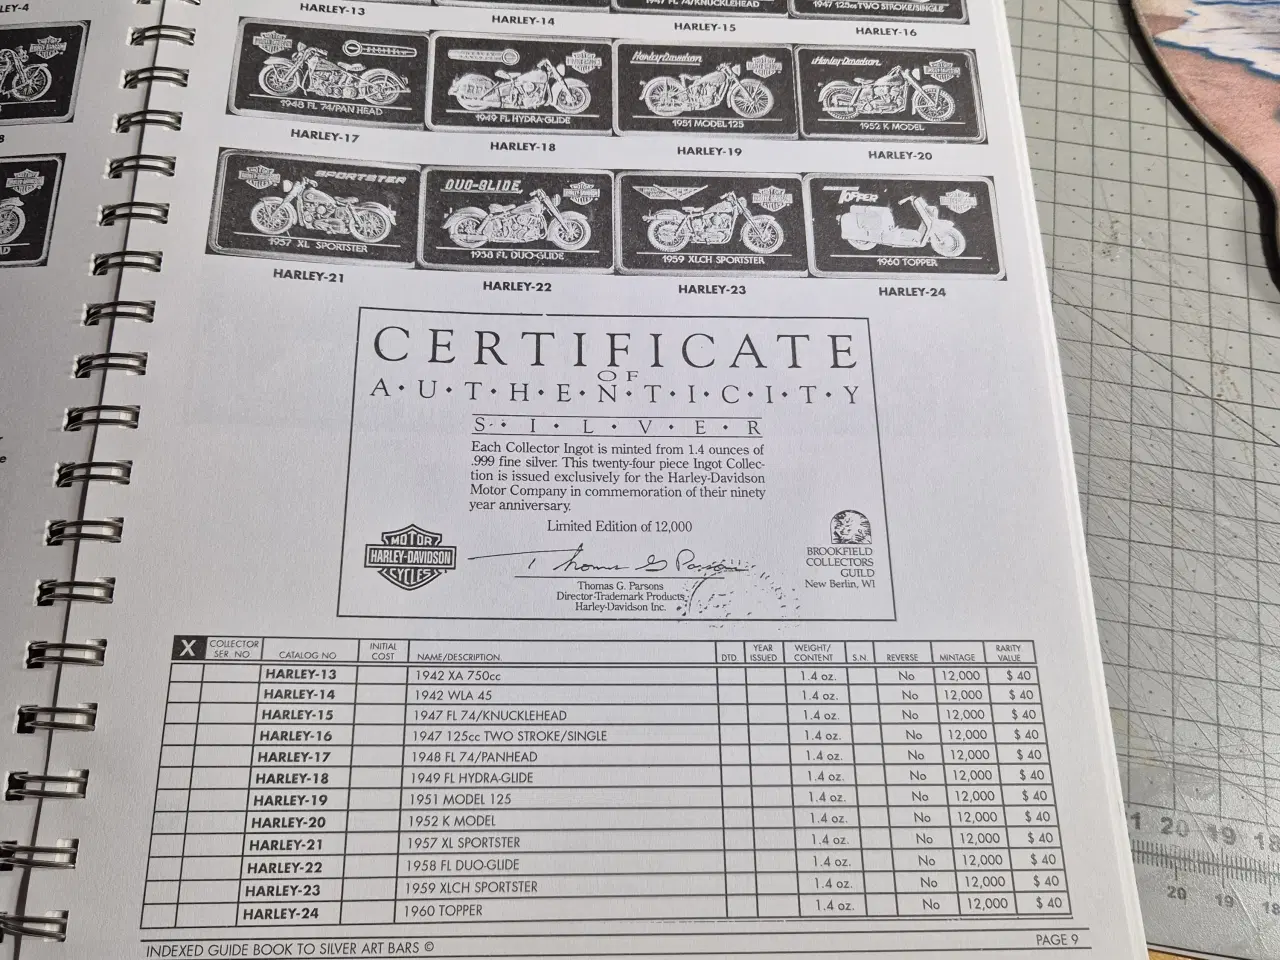 LEY-4
HARLEY-13
HARLEY-14
HARLEY-15
1947 125cc TWO STROKE/SINGLE
HARLEY-16
1948 FL 74/PAN HEAD
HARLEY-17
1949 FL HYDRA-GLIDE
HARLEY-18
Harley-Davidson
1951 MODEL 125
HARLEY-19
Harley-Davidson
1952 K MODEL
HARLEY-20
SPORTSTER
1957 XL SPORTSTER
HARLEY-21
DUO-GLIDE
1958 FL DUO-GLIDE
HARLEY-22
1959 XLCH SPORTSTER
HARLEY-23
TOPPER
1960 TOPPER
HARLEY-24
CERTIFICATE
OF
A·U·T·H·E·N·T·I·C·I·T·Y
S·I·L·V·E·R
Each Collector Ingot is minted from 1.4 ounces of
.999 fine silver. This twenty-four piece Ingot Collec-
tion is issued exclusively for the Harley-Davidson
Motor Company in commemoration of their ninety
year anniversary.
Limited Edition of 12,000
MOTOR
HARLEY-DAVIDSON
CYCLES
Thomas G Parsons
Thomas G. Parsons
Director-Trademark Products
Harley-Davidson Inc.
BROOKFIELD
COLLECTORS
GUILD
New Berlin, WI
X COLLECTOR SER. NO. CATALOG NO INITIAL COST NAME/DESCRIPTION. DTD. YEAR ISSUED WEIGHT/CONTENT S.N. REVERSE MINTAGE RARITY VALUE
HARLEY-13 1942 XA 750cc 1.4 oz. No 12,000 $ 40
HARLEY-14 1942 WLA 45 1.4 oz. No 12,000 $ 40
HARLEY-15 1947 FL 74/KNUCKLEHEAD 1.4 oz. No 12,000 $ 40
HARLEY-16 1947 125cc TWO STROKE/SINGLE 1.4 oz. No 12,000 $ 40
HARLEY-17 1948 FL 74/PANHEAD 1.4 oz. No 12,000 $ 40
HARLEY-18 1949 FL HYDRA-GLIDE 1.4 oz. No 12,000 $ 40
HARLEY-19 1951 MODEL 125 1.4 oz. No 12,000 $ 40
HARLEY-20 1952 K MODEL 1.4 oz. No 12,000 $ 40
HARLEY-21 1957 XL SPORTSTER 1.4 oz. No 12,000 $ 40
HARLEY-22 1958 FL DUO-GLIDE 1.4 oz. No 12,000 $ 40
HARLEY-23 1959 XLCH SPORTSTER 1.4 oz. No 12,000 $ 40
HARLEY-24 1960 TOPPER 1.4 oz. No 12,000 $ 40
INDEXED GUIDE BOOK TO SILVER ART BARS © PAGE 9
1 20 19 18
20 19 18